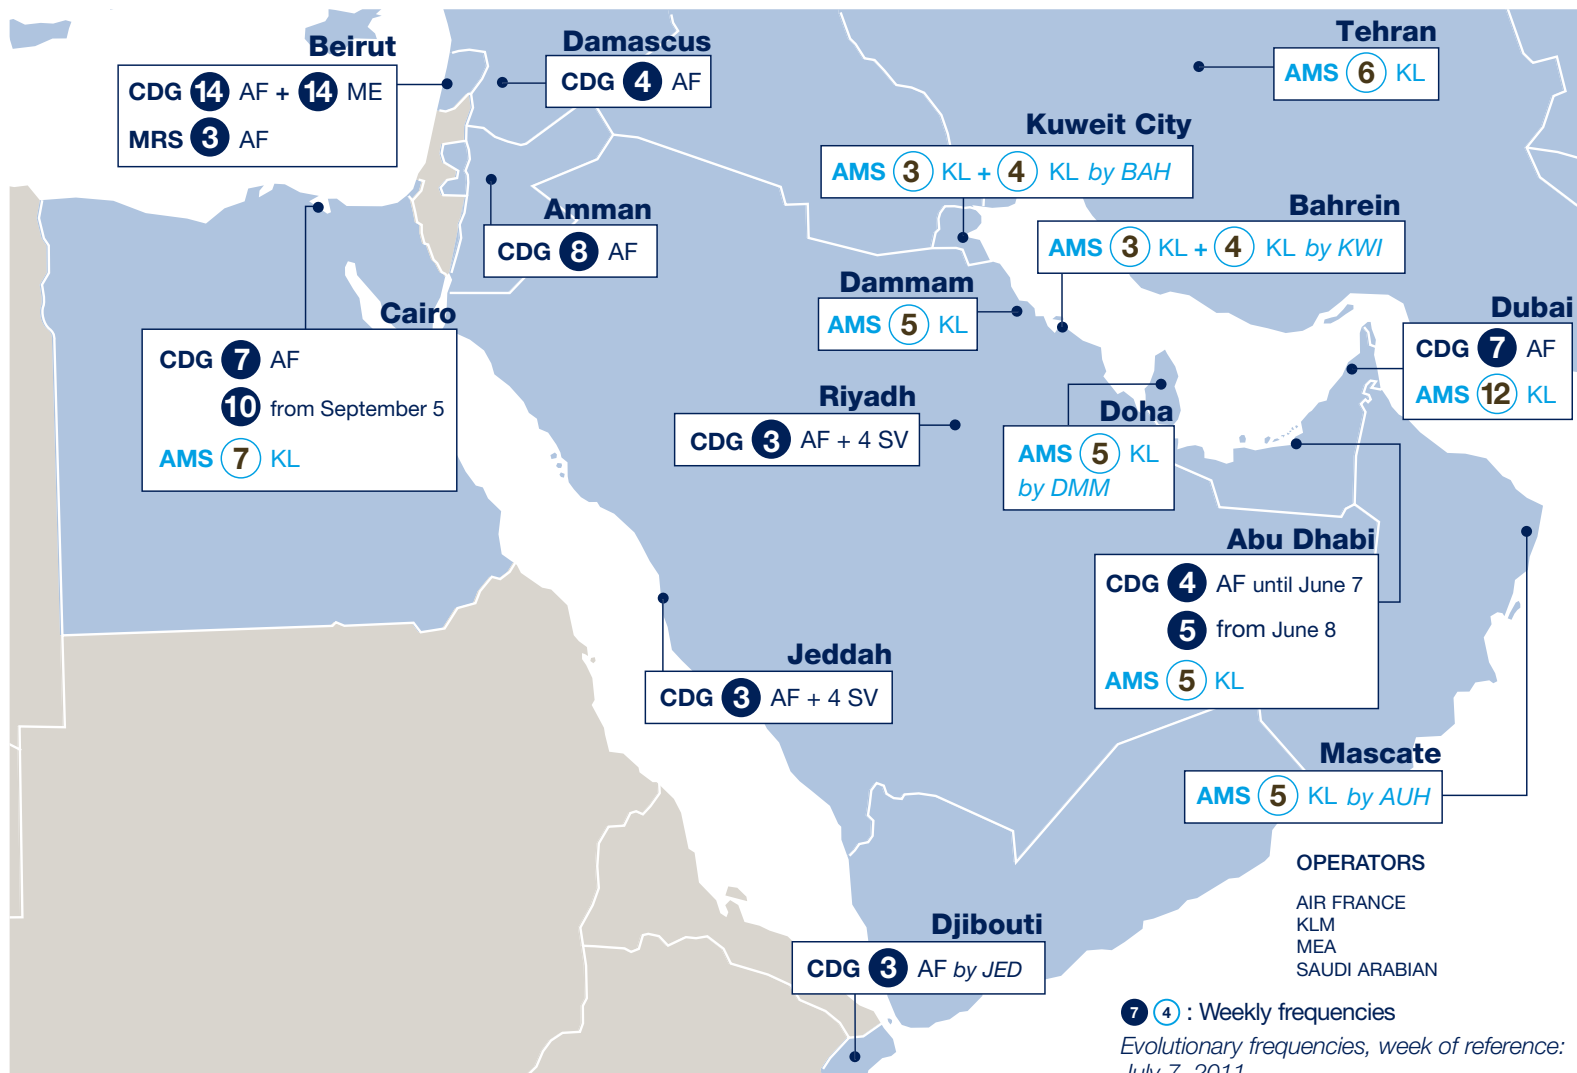 Beirut
CDG 14 AF + 14 ME
MRS 3 AF
Damascus
CDG 4 AF
Tehran
AMS 6 KL
Kuweit City
AMS 3 KL + 4 KL by BAH
Amman
CDG 8 AF
Bahrein
AMS 3 KL + 4 KL by KWI
Dammam
AMS 5 KL
Cairo
CDG 7 AF
10 from September 5
AMS 7 KL
Dubai
CDG 7 AF
AMS 12 KL
Riyadh
CDG 3 AF + 4 SV
Doha
AMS 5 KL
by DMM
Abu Dhabi
CDG 4 AF until June 7
5 from June 8
AMS 5 KL
Jeddah
CDG 3 AF + 4 SV
Mascate
AMS 5 KL by AUH
Djibouti
CDG 3 AF by JED
OPERATORS
AIR FRANCE
KLM
MEA
SAUDI ARABIAN
7 4 : Weekly frequencies
Evolutionary frequencies, week of reference:
July 7, 2011